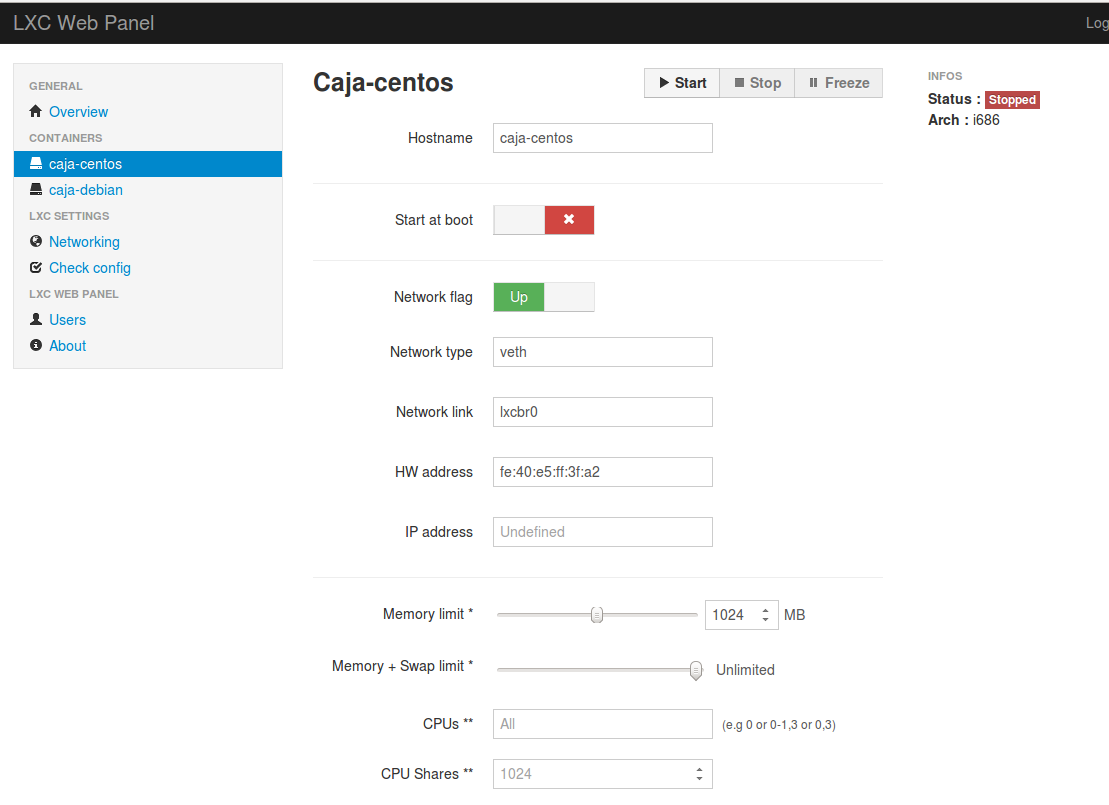 LXC Web Panel
Log
GENERAL
Overview
CONTAINERS
caja-centos
caja-debian
LXC SETTINGS
Networking
Check config
LXC WEB PANEL
Users
About
Caja-centos
Start Stop Freeze
Hostname caja-centos
Start at boot
Network flag Up
Network type veth
Network link lxcbr0
HW address fe:40:e5:ff:3f:a2
IP address Undefined
Memory limit * 1024 MB
Memory + Swap limit * Unlimited
CPUs ** All (e.g 0 or 0-1,3 or 0,3)
CPU Shares ** 1024
INFOS
Status : Stopped
Arch : i686